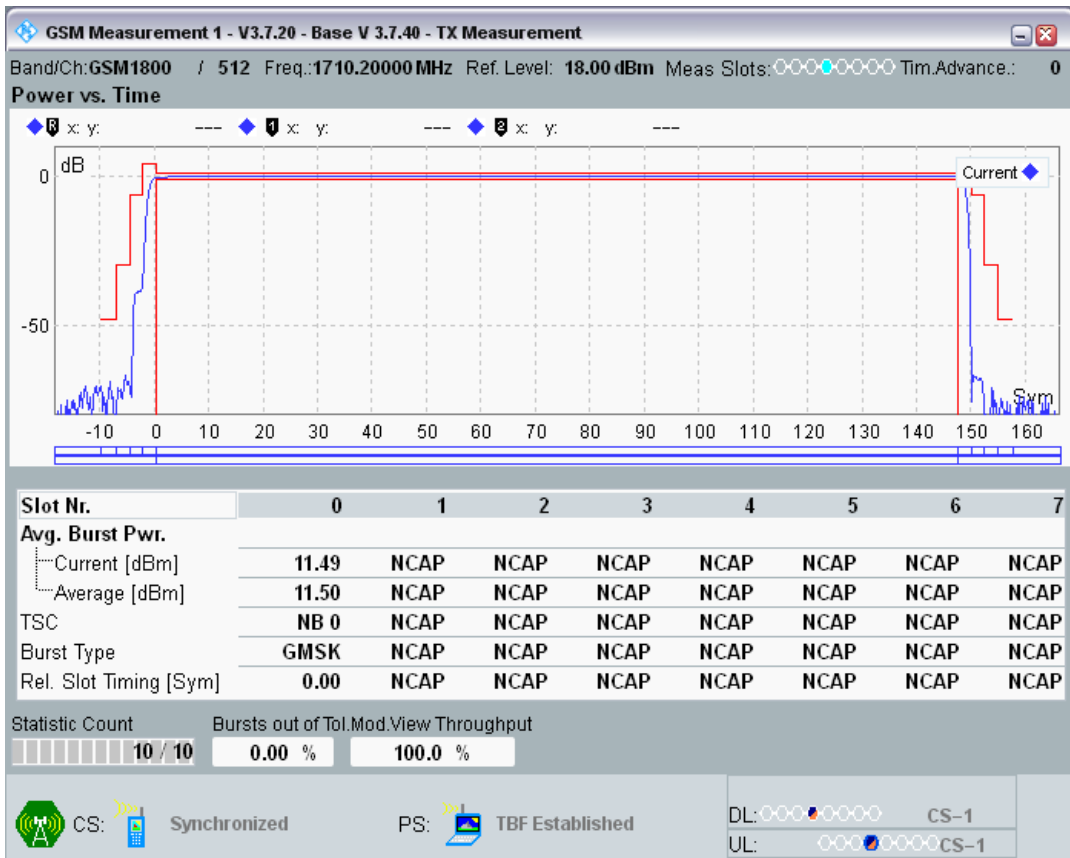 GSM Measurement 1 - V3.7.20 - Base V 3.7.40 - TX Measurement
Band/Ch:GSM1800 / 512 Freq.:1710.20000 MHz Ref. Level: 18.00 dBm Meas Slots: Tim.Advance.: 0
Power vs. Time
R x: y: --- 1 x: y: --- 2 x: y: ---
dB
Current
0
-50
Sym
-10 0 10 20 30 40 50 60 70 80 90 100 110 120 130 140 150 160
Slot Nr. 0 1 2 3 4 5 6 7
Avg. Burst Pwr.
Current [dBm] 11.49 NCAP NCAP NCAP NCAP NCAP NCAP NCAP
Average [dBm] 11.50 NCAP NCAP NCAP NCAP NCAP NCAP NCAP
TSC NB 0 NCAP NCAP NCAP NCAP NCAP NCAP NCAP
Burst Type GMSK NCAP NCAP NCAP NCAP NCAP NCAP NCAP
Rel. Slot Timing [Sym] 0.00 NCAP NCAP NCAP NCAP NCAP NCAP NCAP
Statistic Count Bursts out of Tol.Mod.View Throughput
10 / 10 0.00 % 100.0 %
CS: Synchronized PS: TBF Established
DL: CS-1
UL: CS-1